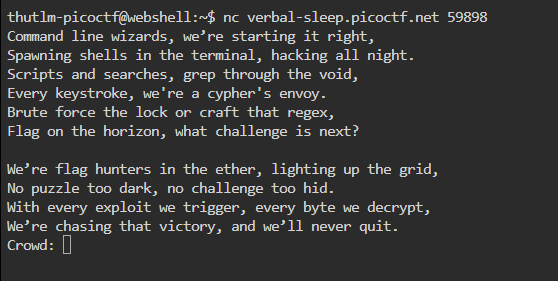 thutlm-picoctf@webshell:~$ nc verbal-sleep.picoctf.net 59898
Command line wizards, we’re starting it right,
Spawning shells in the terminal, hacking all night.
Scripts and searches, grep through the void,
Every keystroke, we're a cypher's envoy.
Brute force the lock or craft that regex,
Flag on the horizon, what challenge is next?

We’re flag hunters in the ether, lighting up the grid,
No puzzle too dark, no challenge too hid.
With every exploit we trigger, every byte we decrypt,
We’re chasing that victory, and we’ll never quit.
Crowd: